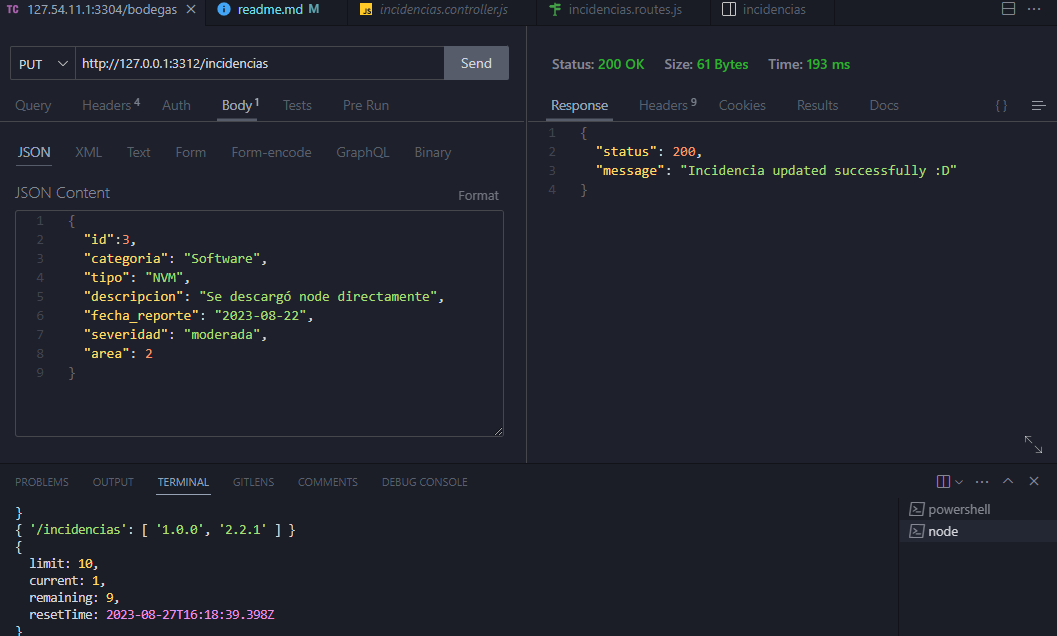 TC 127.54.11.1:3304/bodegas readme.md M JS incidencias.controller.js incidencias.routes.js incidencias
PUT http://127.0.0.1:3312/incidencias Send
Query Headers 4 Auth Body 1 Tests Pre Run
JSON XML Text Form Form-encode GraphQL Binary
JSON Content Format
1 {
2 "id":3,
3 "categoria": "Software",
4 "tipo": "NVM",
5 "descripcion": "Se descargó node directamente",
6 "fecha_reporte": "2023-08-22",
7 "severidad": "moderada",
8 "area": 2
9 }
Status: 200 OK Size: 61 Bytes Time: 193 ms
Response Headers 9 Cookies Results Docs { }
1 {
2 "status": 200,
3 "message": "Incidencia updated successfully :D"
4 }
PROBLEMS OUTPUT TERMINAL GITLENS COMMENTS DEBUG CONSOLE
}
{ '/incidencias': [ '1.0.0', '2.2.1' ] }
{
limit: 10,
current: 1,
remaining: 9,
resetTime: 2023-08-27T16:18:39.398Z
}
powershell
node